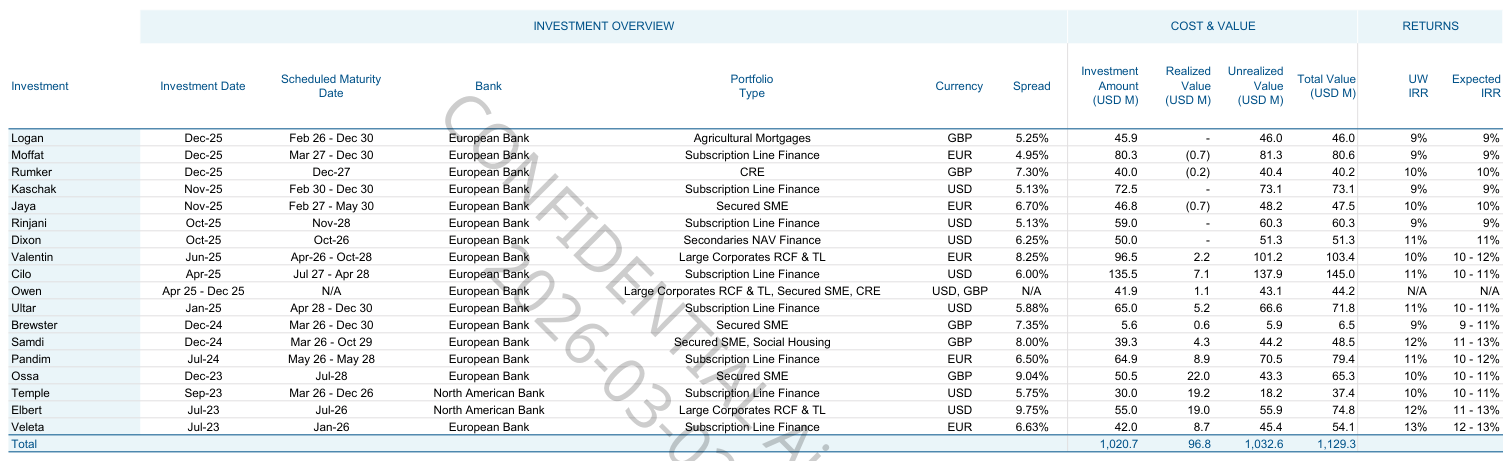 INVESTMENT OVERVIEW COST & VALUE RETURNS
Investment Investment Date Scheduled Maturity Date Bank Portfolio Type Currency Spread Investment Amount (USD M) Realized Value (USD M) Unrealized Value (USD M) Total Value (USD M) UW IRR Expected IRR
Logan Dec-25 Feb 26 - Dec 30 European Bank Agricultural Mortgages GBP 5.25% 45.9 - 46.0 46.0 9% 9%
Moffat Dec-25 Mar 27 - Dec 30 European Bank Subscription Line Finance EUR 4.95% 80.3 (0.7) 81.3 80.6 9% 9%
Rumker Dec-25 Dec-27 European Bank CRE GBP 7.30% 40.0 (0.2) 40.4 40.2 10% 10%
Kaschak Nov-25 Feb 30 - Dec 30 European Bank Subscription Line Finance USD 5.13% 72.5 - 73.1 73.1 9% 9%
Jaya Nov-25 Feb 27 - May 30 European Bank Secured SME EUR 6.70% 46.8 (0.7) 48.2 47.5 10% 10%
Rinjani Oct-25 Nov-28 European Bank Subscription Line Finance USD 5.13% 59.0 - 60.3 60.3 9% 9%
Dixon Oct-25 Oct-26 European Bank Secondaries NAV Finance USD 6.25% 50.0 - 51.3 51.3 11% 11%
Valentin Jun-25 Apr-26 - Oct-28 European Bank Large Corporates RCF & TL EUR 8.25% 96.5 2.2 101.2 103.4 10% 10 - 12%
Cilo Apr-25 Jul 27 - Apr 28 European Bank Subscription Line Finance USD 6.00% 135.5 7.1 137.9 145.0 11% 10 - 11%
Owen Apr 25 - Dec 25 N/A European Bank Large Corporates RCF & TL, Secured SME, CRE USD, GBP N/A 41.9 1.1 43.1 44.2 N/A N/A
Ultar Jan-25 Apr 28 - Dec 30 European Bank Subscription Line Finance USD 5.88% 65.0 5.2 66.6 71.8 11% 10 - 11%
Brewster Dec-24 Mar 26 - Dec 30 European Bank Secured SME GBP 7.35% 5.6 0.6 5.9 6.5 9% 9 - 11%
Samdi Dec-24 Mar 26 - Oct 29 European Bank Secured SME, Social Housing GBP 8.00% 39.3 4.3 44.2 48.5 12% 11 - 13%
Pandim Jul-24 May 26 - May 28 European Bank Subscription Line Finance EUR 6.50% 64.9 8.9 70.5 79.4 11% 10 - 12%
Ossa Dec-23 Jul-28 European Bank Secured SME GBP 9.04% 50.5 22.0 43.3 65.3 10% 10 - 11%
Temple Sep-23 Mar 26 - Dec 26 North American Bank Subscription Line Finance USD 5.75% 30.0 19.2 18.2 37.4 10% 10 - 11%
Elbert Jul-23 Jul-26 North American Bank Large Corporates RCF & TL USD 9.75% 55.0 19.0 55.9 74.8 12% 11 - 13%
Veleta Jul-23 Jan-26 European Bank Subscription Line Finance EUR 6.63% 42.0 8.7 45.4 54.1 13% 12 - 13%
Total 1,020.7 96.8 1,032.6 1,129.3
CONFIDENTIAL